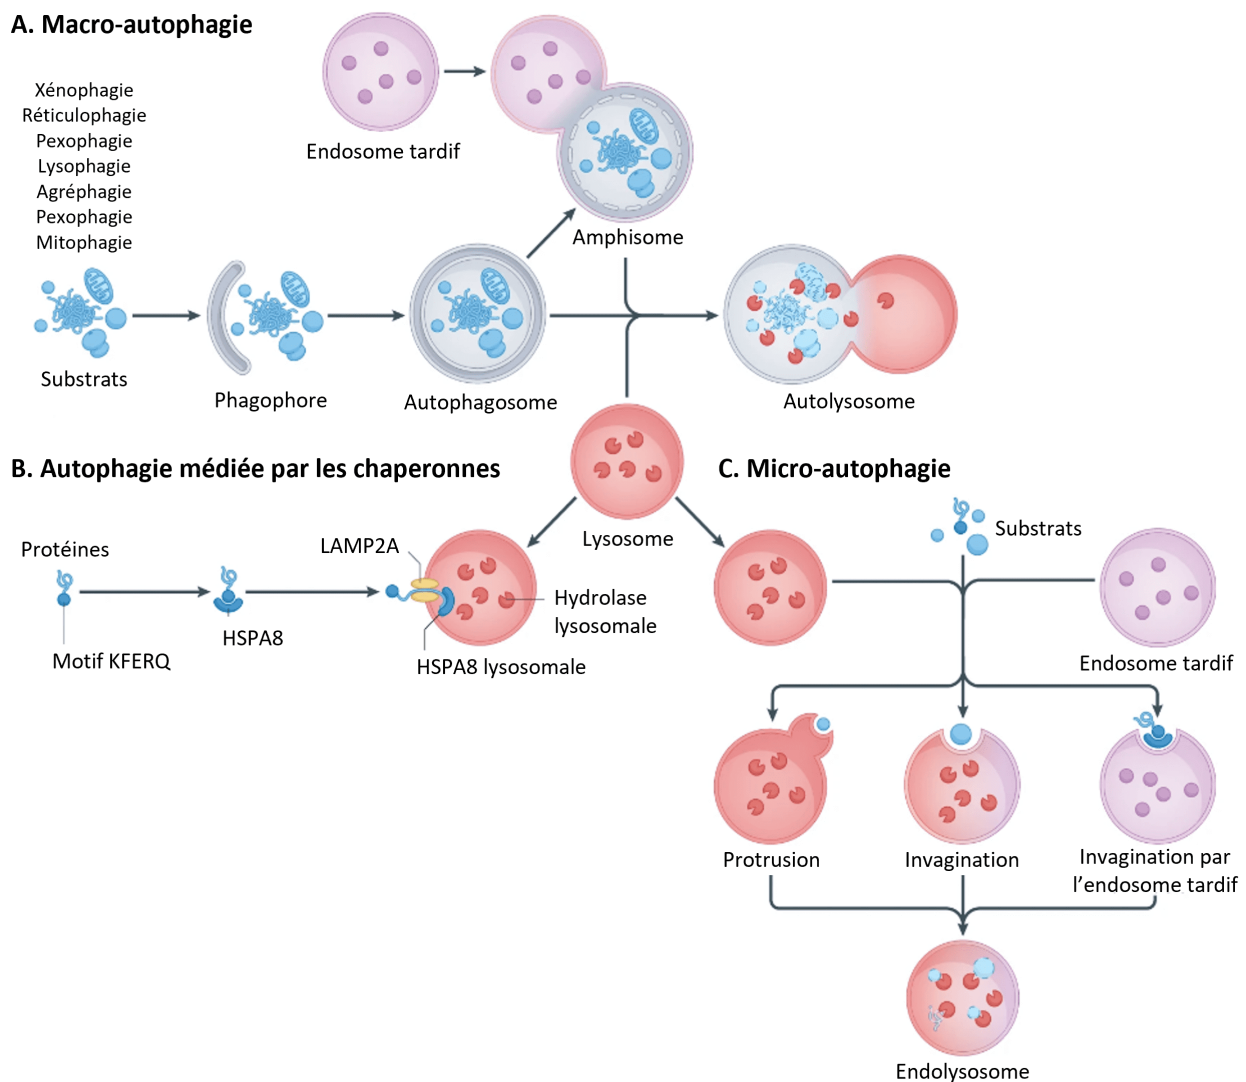 A. Macro-autophagie
Xénophagie
Réticulophagie
Pexophagie
Lysophagie
Agréphagie
Pexophagie
Mitophagie
Endosome tardif
Amphisome
Substrats
Phagophore
Autophagosome
Autolysosome
B. Autophagie médiée par les chaperonnes
Lysosome
Protéines
Motif KFERQ
HSPA8
LAMP2A
Hydrolase
lysosomale
HSPA8 lysosomale
C. Micro-autophagie
Substrats
Endosome tardif
Protrusion
Invagination
Invagination par
l'endosome tardif
Endolysosome